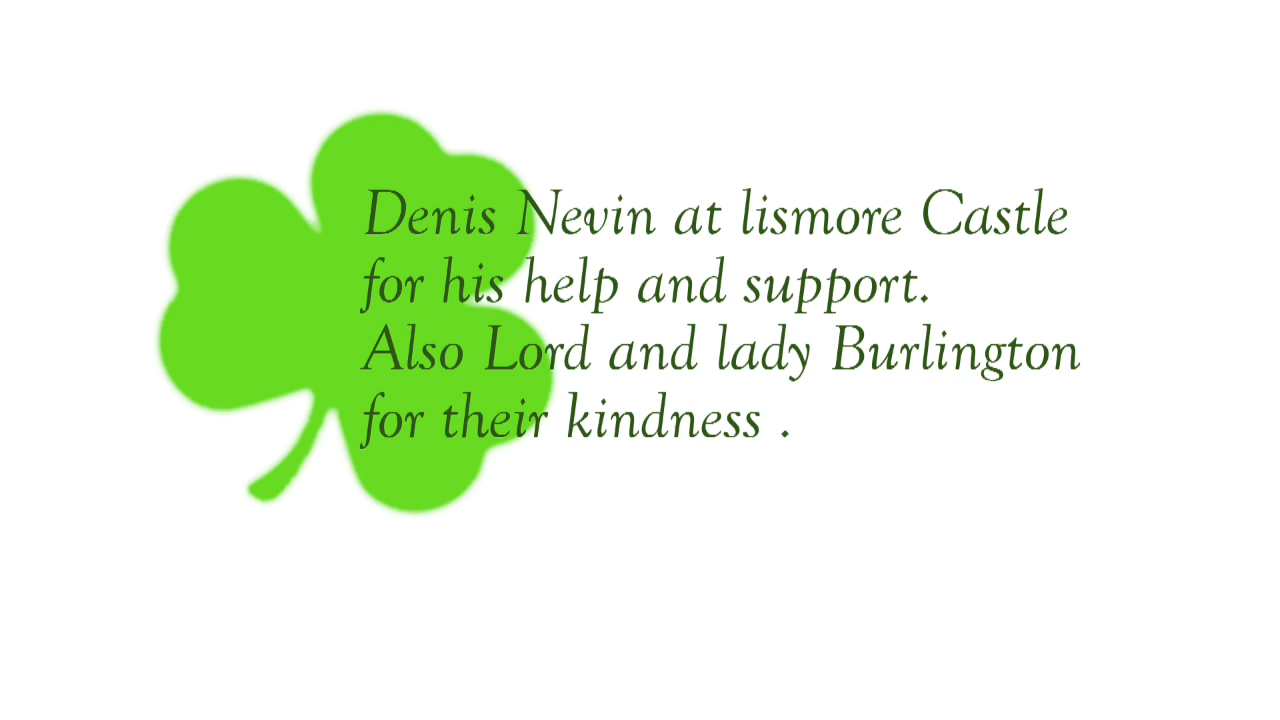 Denis Nevin at lismore Castle
for his help and support.
Also Lord and lady Burlington
for their kindness .